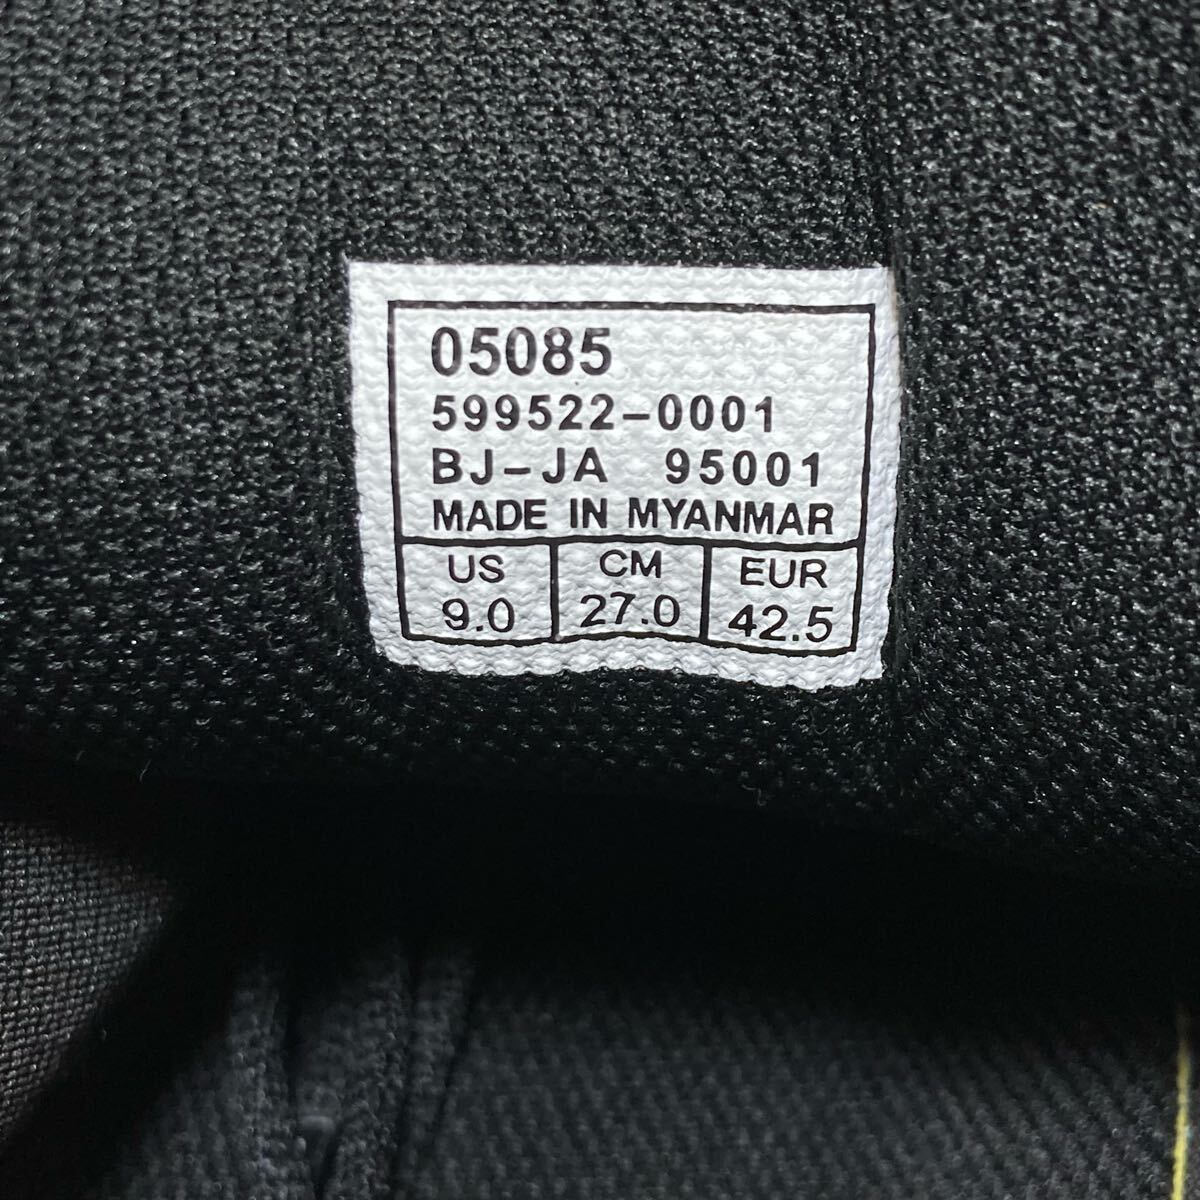 05085
599522-0001
BJ-JA 95001
MADE IN MYANMAR
US CM EUR
9.0 27.0 42.5